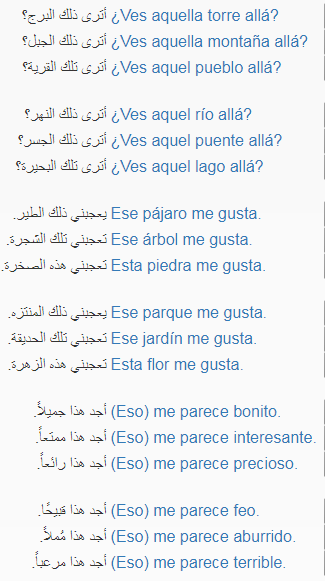 أترى ذلك البرج؟ ¿Ves aquella torre allá?
أترى ذلك الجبل؟ ¿Ves aquella montaña allá?
أترى تلك القرية؟ ¿Ves aquel pueblo allá?
أترى ذلك النهر؟ ¿Ves aquel río allá?
أترى ذلك الجسر؟ ¿Ves aquel puente allá?
أترى تلك البحيرة؟ ¿Ves aquel lago allá?
يعجبني ذلك الطير. Ese pájaro me gusta.
تعجبني تلك الشجرة. Ese árbol me gusta.
تعجبني هذه الصخرة. Esta piedra me gusta.
يعجبني ذلك المنتزه. Ese parque me gusta.
تعجبني تلك الحديقة. Ese jardín me gusta.
تعجبني هذه الزهرة. Esta flor me gusta.
أجد هذا جميلاً. (Eso) me parece bonito.
أجد هذا ممتعاً. (Eso) me parece interesante.
أجد هذا رائعاً. (Eso) me parece precioso.
أجد هذا قبيحًا. (Eso) me parece feo.
أجد هذا مُملاً. (Eso) me parece aburrido.
أجد هذا مرعباً. (Eso) me parece terrible.